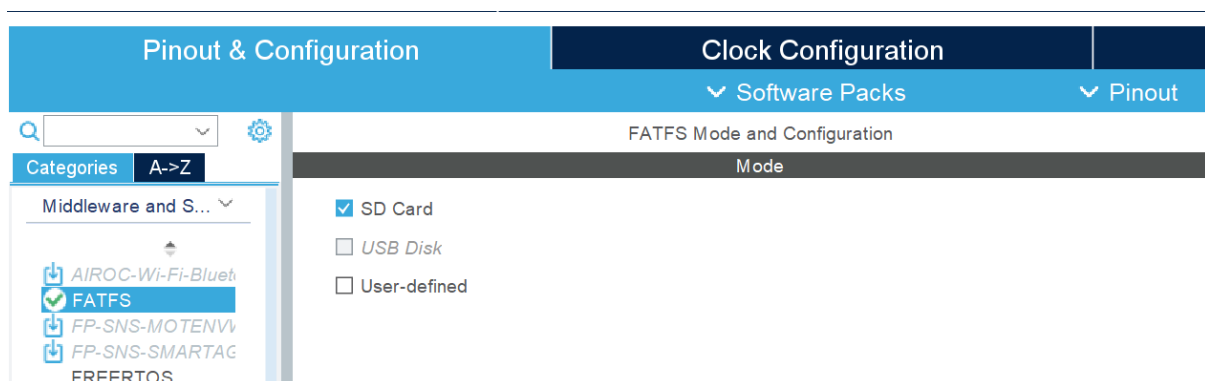 Pinout & Configuration
Clock Configuration
Software Packs
Pinout
FATFS Mode and Configuration
Categories
A->Z
Mode
Middleware and S...
SD Card
USB Disk
AIROC-Wi-Fi-Bluet
User-defined
FATFS
FP-SNS-MOTENV
FP-SNS-SMARTAG
FREERTOS